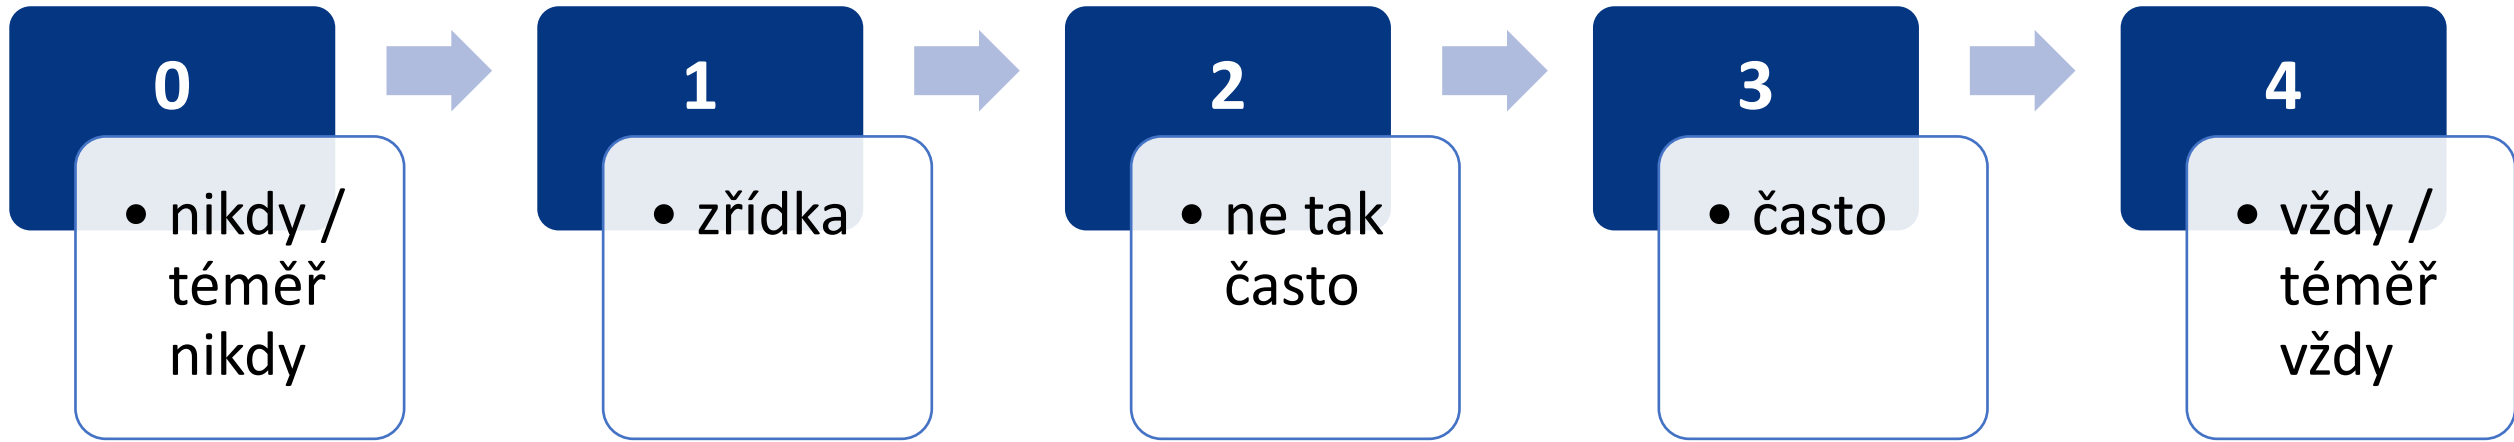 0
• nikdy /
téměř
nikdy
1
• zřídka
2
• ne tak
často
3
• často
4
• vždy /
téměř
vždy